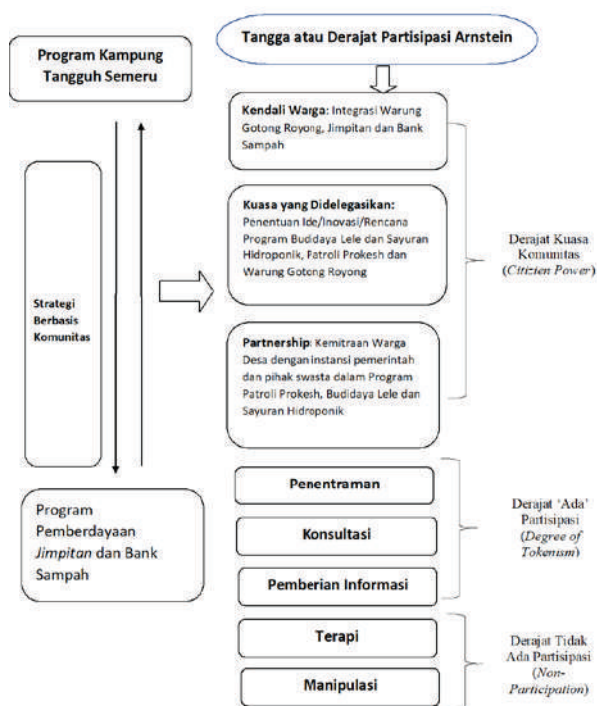 Program Kampung
Tangguh Semeru
Strategi
Berbasis
Komunitas
Program
Pemberdayaan
Jimpitan dan Bank
Sampah
Tangga atau Derajat Partisipasi Arnstein
Kendali Warga: Integrasi Warung
Gotong Royong, Jimpitan dan Bank
Sampah
Kuasa yang Didelegasikan:
Penentuan Ide/Inovasi/Rencana
Program Budidaya Lele dan Sayuran
Hidroponik, Patroli Prokesh dan
Warung Gotong Royong
Partnership: Kemitraan Warga
Desa dengan instansi pemerintah
dan pihak swasta dalam Program
Patroli Prokesh, Budidaya Lele dan
Sayuran Hidroponik
Derajat Kuasa
Komunitas
(Citizien Power)
Penentraman
Konsultasi
Pemberian Informasi
Derajat ‘Ada’
Partisipasi
(Degree of
Tokenism)
Terapi
Manipulasi
Derajat Tidak
Ada Partisipasi
(Non-
Participation)